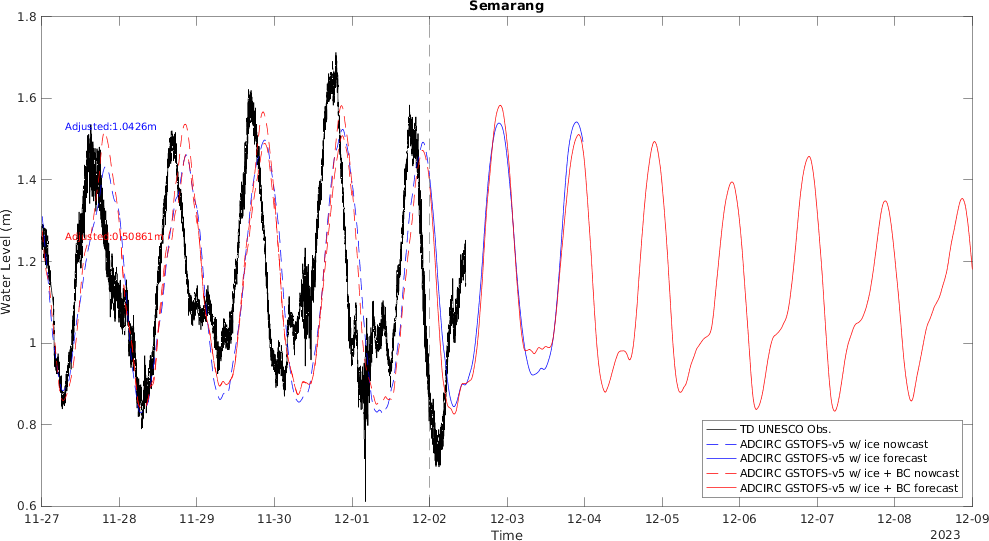 Semarang
1.8
1.6
1.4
1.2
1
0.8
0.6
Water Level (m)
Adjusted:1.0426m
Adjusted:0.50861m
TD UNESCO Obs.
ADCIRC GSTOFS-v5 w/ ice nowcast
ADCIRC GSTOFS-v5 w/ ice forecast
ADCIRC GSTOFS-v5 w/ ice + BC nowcast
ADCIRC GSTOFS-v5 w/ ice + BC forecast
11-27 11-28 11-29 11-30 12-01 12-02 12-03 12-04 12-05 12-06 12-07 12-08 12-09
Time
2023